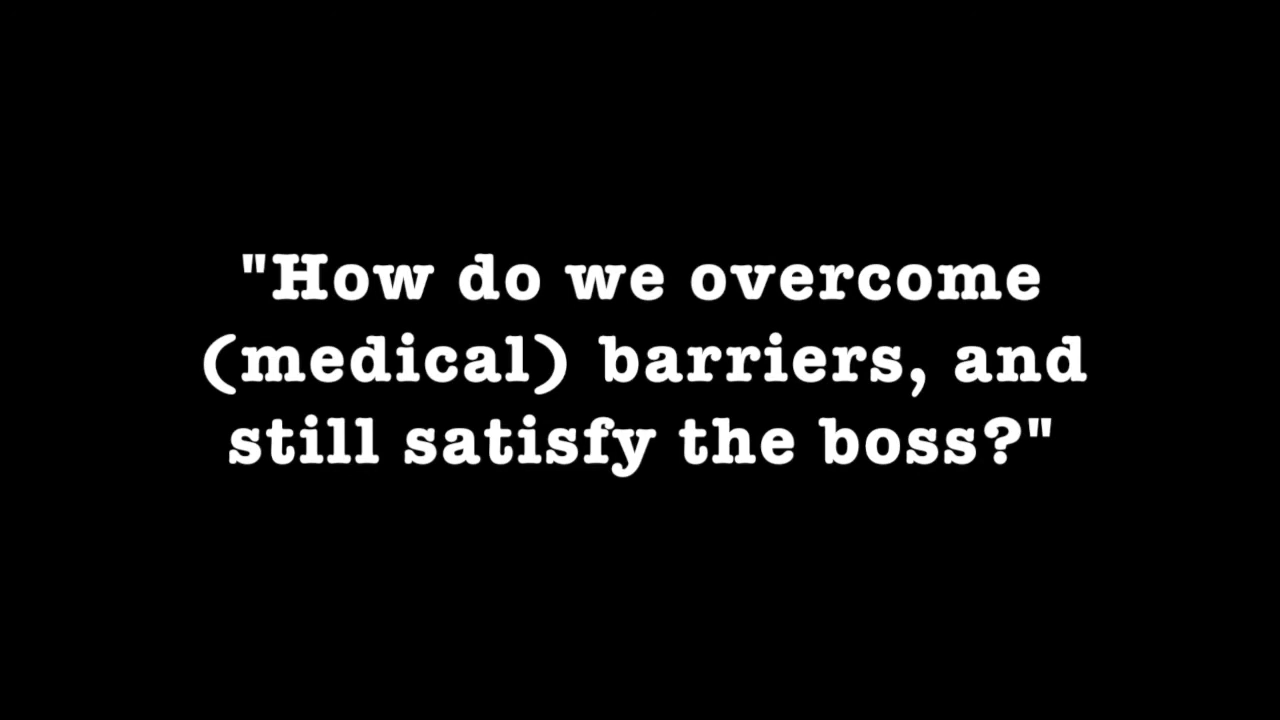 "How do we overcome
(medical) barriers, and
still satisfy the boss?"